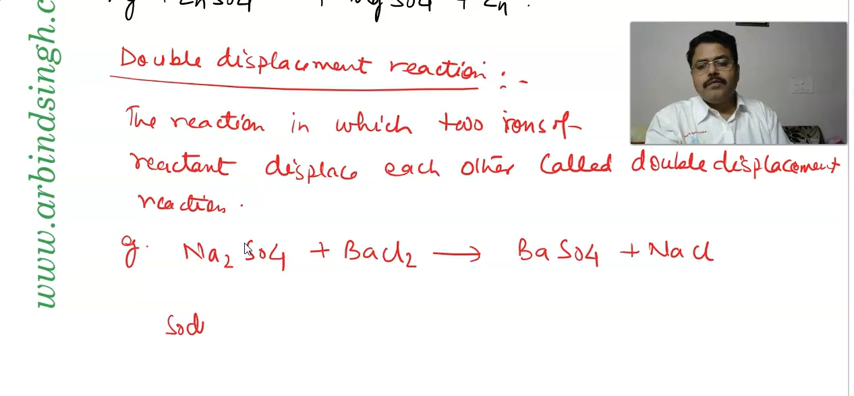 Double displacement reaction :-
The reaction in which two ions of
reactant displace each other called double displacement
reaction.
g. Na2SO4 + BaCl2 → BaSO4 + NaCl
Sod
www.arbindsingh.c